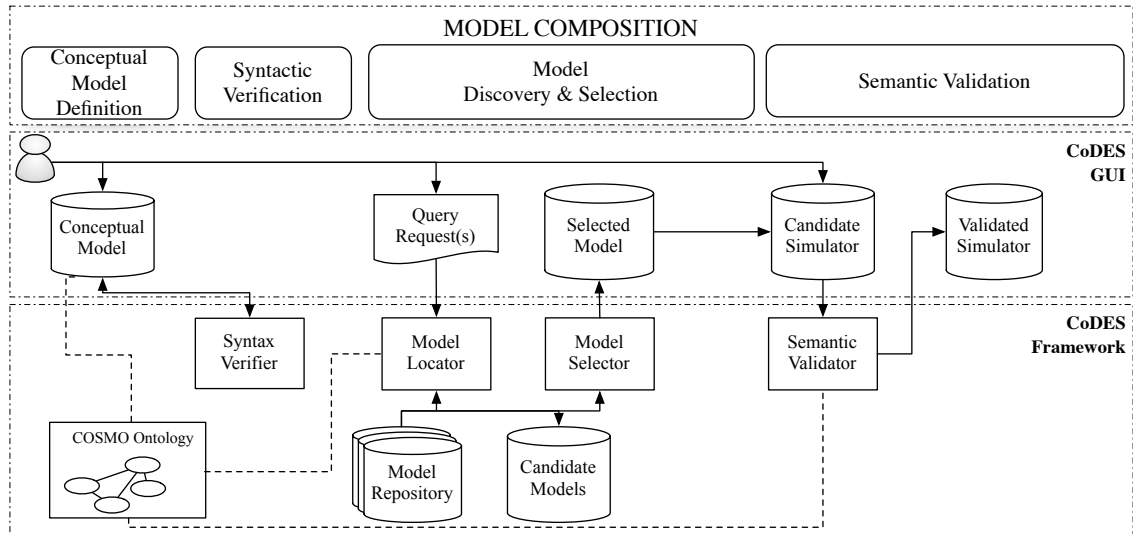 MODEL COMPOSITION
Conceptual
Model
Definition
Syntactic
Verification
Model
Discovery & Selection
Semantic Validation
CoDES
GUI
Conceptual
Model
Query
Request(s)
Selected
Model
Candidate
Simulator
Validated
Simulator
CoDES
Framework
Syntax
Verifier
Model
Locator
Model
Selector
Semantic
Validator
COSMO Ontology
Model
Repository
Candidate
Models